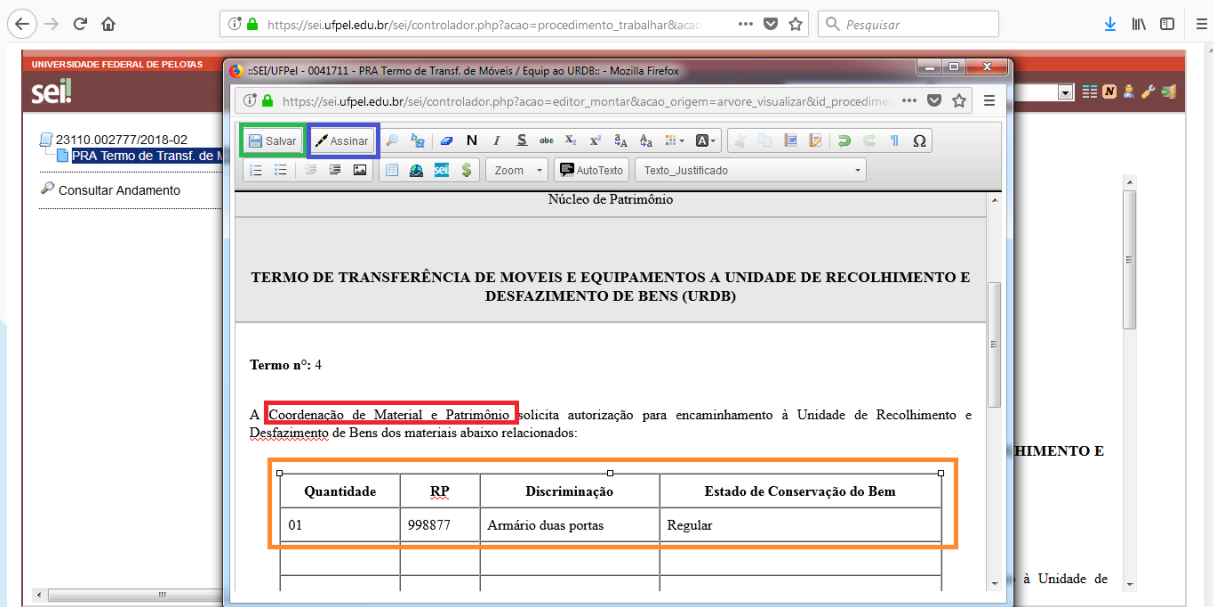 https://sei.ufpel.edu.br/sei/controlador.php?acao=procedimento_trabalhar&acao
Pesquisar
UNIVERSIDADE FEDERAL DE PELOTAS
sei!
23110.002777/2018-02
PRA Termo de Transf. de M
Consultar Andamento
::SEI/UFPel - 0041711 - PRA Termo de Transf. de Móveis / Equip ao URDB:: - Mozilla Firefox
https://sei.ufpel.edu.br/sei/controlador.php?acao=editor_montar&acao_origem=arvore_visualizar&id_procedimen
Salvar Assinar N I S abc X₂ X²
Zoom AutoTexto Texto_Justificado
Núcleo de Patrimônio
TERMO DE TRANSFERÊNCIA DE MOVEIS E EQUIPAMENTOS A UNIDADE DE RECOLHIMENTO E
DESFAZIMENTO DE BENS (URDB)
Termo nº: 4
A Coordenação de Material e Patrimônio solicita autorização para encaminhamento à Unidade de Recolhimento e
Desfazimento de Bens dos materiais abaixo relacionados:
Quantidade RP Discriminação Estado de Conservação do Bem
01 998877 Armário duas portas Regular
HIMENTO E
à Unidade de